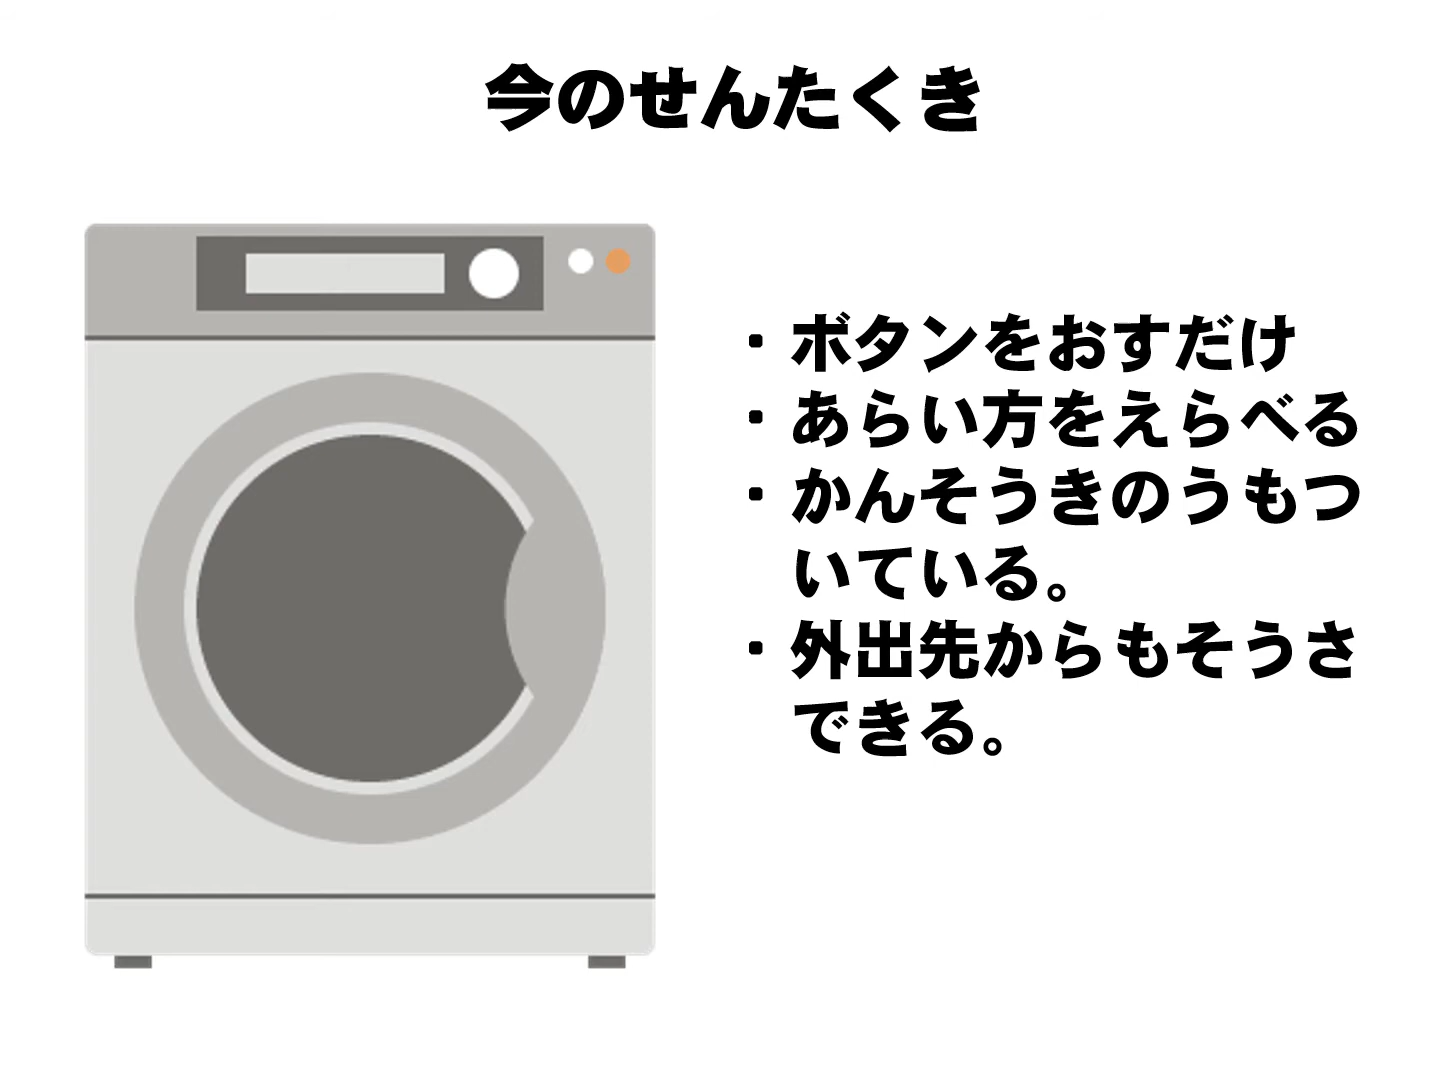 今のせんたくき
・ボタンをおすだけ
・あらい方をえらべる
・かんそうきのうもつ
いている。
・外出先からもそうさ
できる。